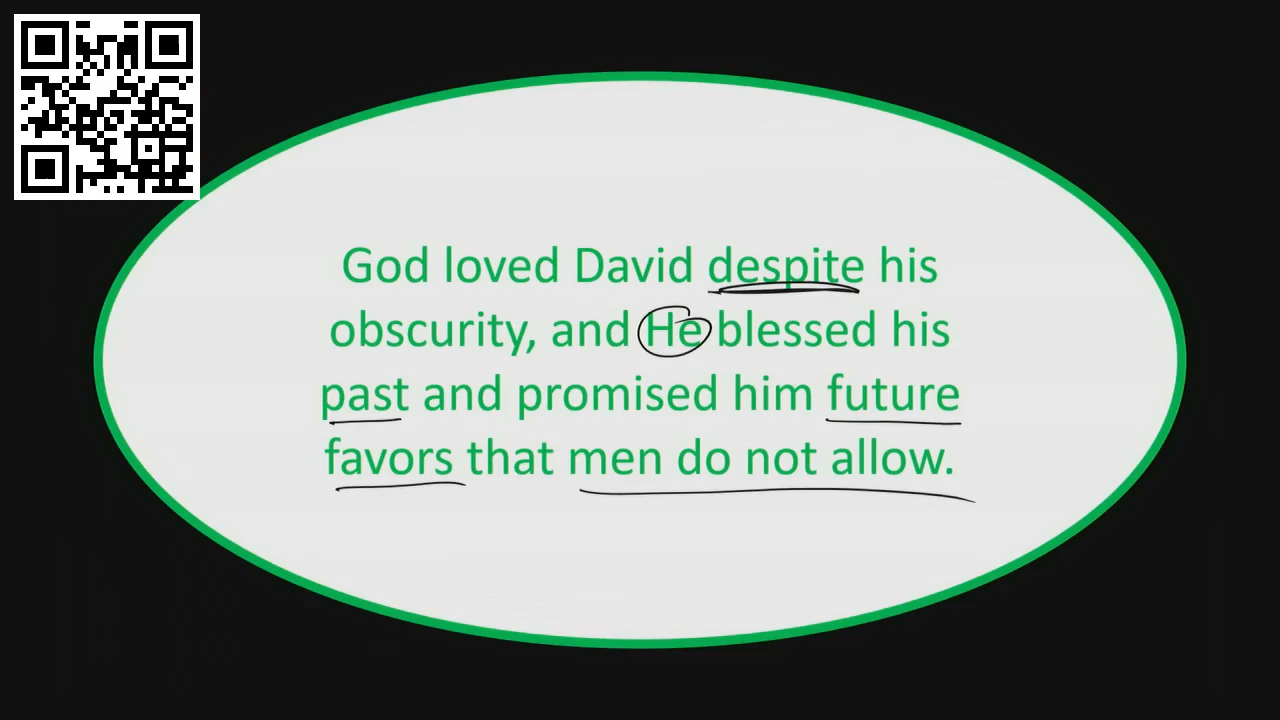 God loved David despite his
obscurity, and He blessed his
past and promised him future
favors that men do not allow.